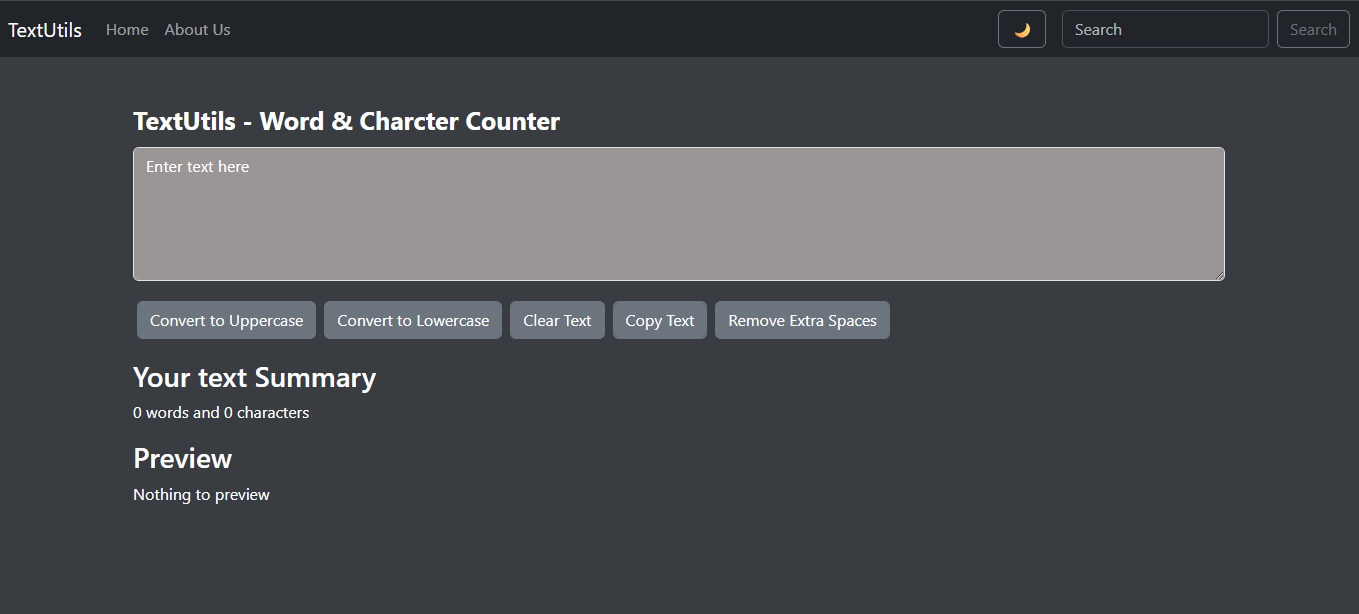 TextUtils Home About Us 🌙 Search Search
TextUtils - Word & Charcter Counter
Enter text here
Convert to Uppercase Convert to Lowercase Clear Text Copy Text Remove Extra Spaces
Your text Summary
0 words and 0 characters
Preview
Nothing to preview